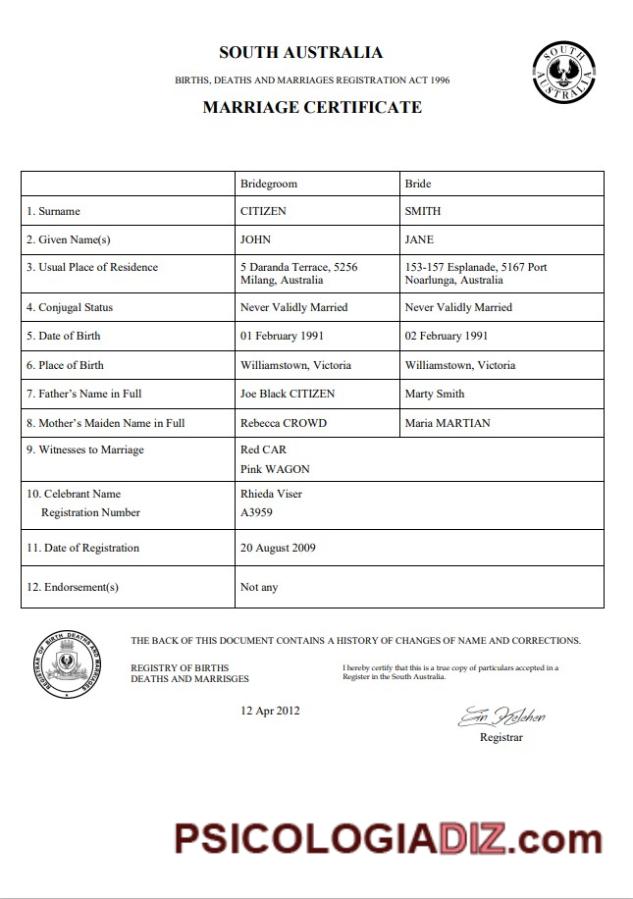 SOUTH AUSTRALIA
BIRTHS, DEATHS AND MARRIAGES REGISTRATION ACT 1996
MARRIAGE CERTIFICATE
SOUTH AUSTRALIA
Bridegroom Bride
1. Surname CITIZEN SMITH
2. Given Name(s) JOHN JANE
3. Usual Place of Residence 5 Daranda Terrace, 5256 153-157 Esplanade, 5167 Port
Milang, Australia Noarlunga, Australia
4. Conjugal Status Never Validly Married Never Validly Married
5. Date of Birth 01 February 1991 02 February 1991
6. Place of Birth Williamstown, Victoria Williamstown, Victoria
7. Father's Name in Full Joe Black CITIZEN Marty Smith
8. Mother's Maiden Name in Full Rebecca CROWD Maria MARTIAN
9. Witnesses to Marriage Red CAR
Pink WAGON
10. Celebrant Name Rhieda Viser
Registration Number A3959
11. Date of Registration 20 August 2009
12. Endorsement(s) Not any
REGISTRAR OF BIRTH DEATHS AND MARRIAGES
THE BACK OF THIS DOCUMENT CONTAINS A HISTORY OF CHANGES OF NAME AND CORRECTIONS.
REGISTRY OF BIRTHS I hereby certify that this is a true copy of particulars accepted in a
DEATHS AND MARRISGES Register in the South Australia.
12 Apr 2012
Registrar
PSICOLOGIADIZ.com